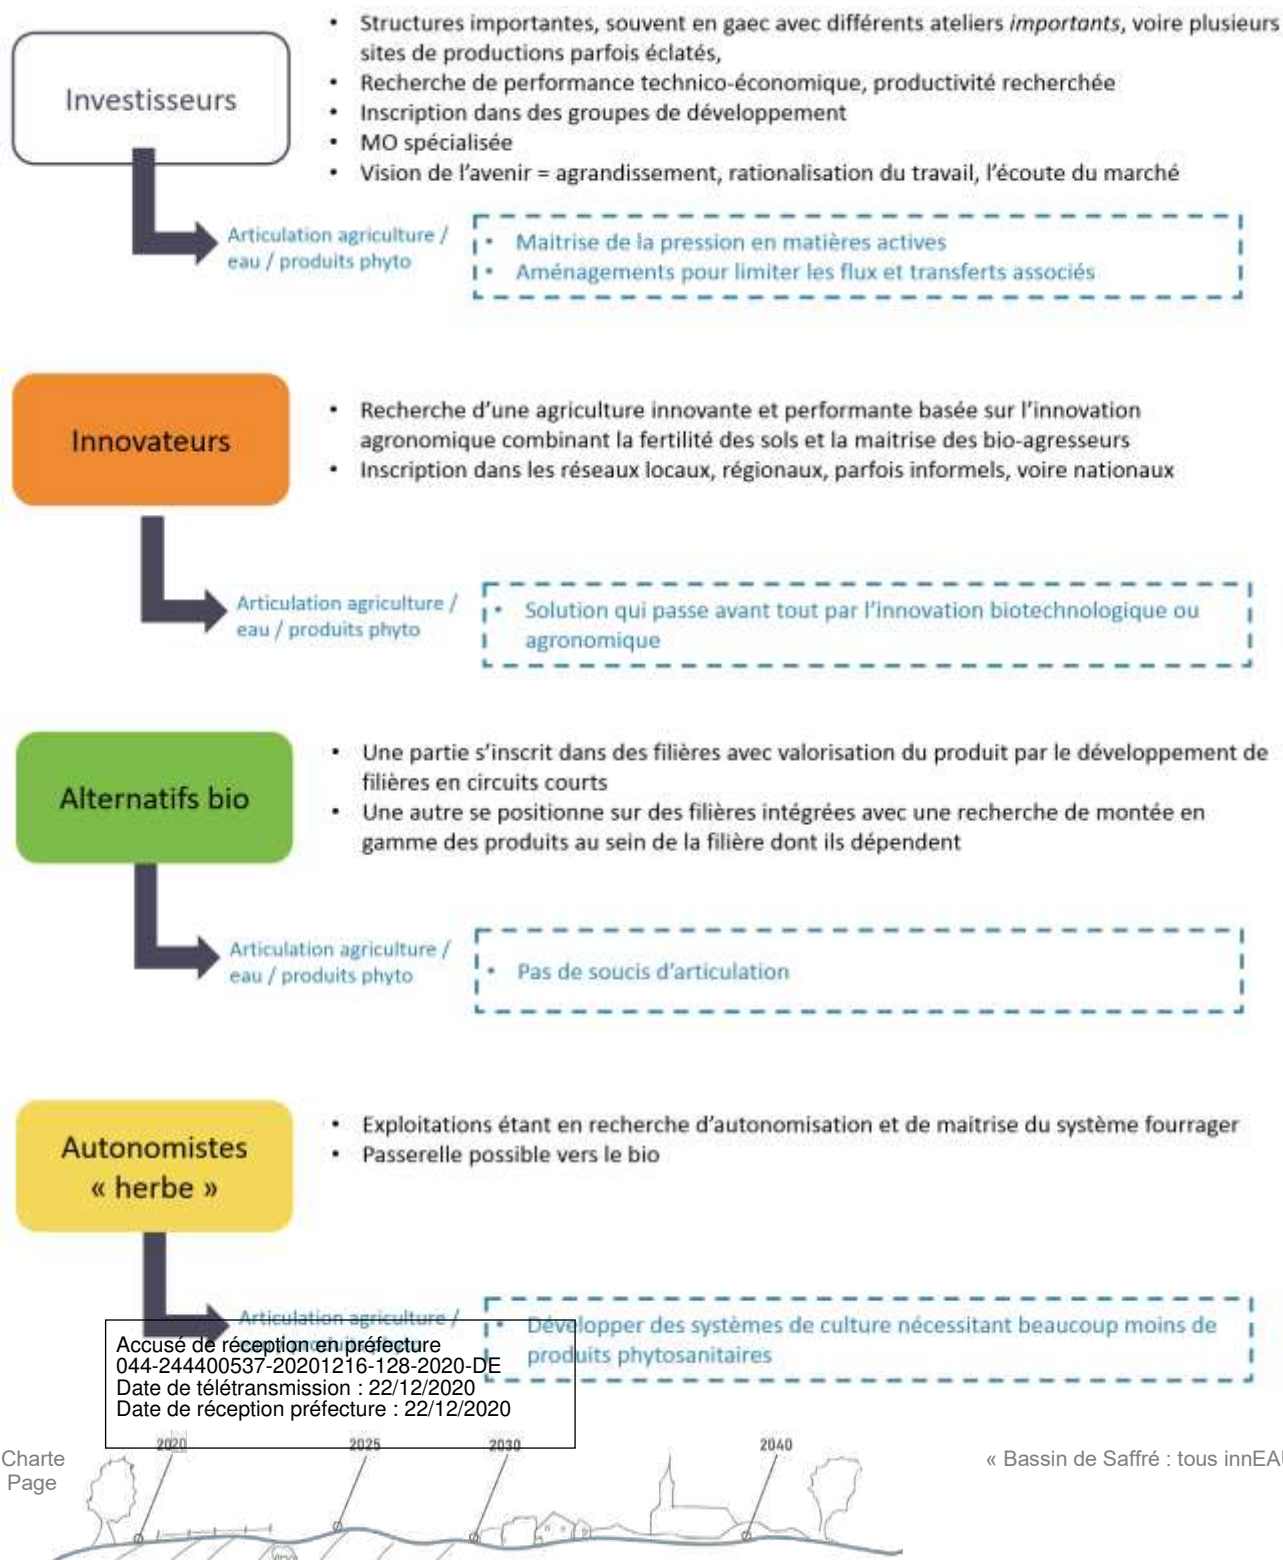 Investisseurs
• Structures importantes, souvent en gaec avec différents ateliers importants, voire plusieurs
sites de productions parfois éclatés,
• Recherche de performance technico-économique, productivité recherchée
• Inscription dans des groupes de développement
• MO spécialisée
• Vision de l'avenir = agrandissement, rationalisation du travail, l'écoute du marché
Articulation agriculture /
eau / produits phyto
• Maitrise de la pression en matières actives
• Aménagements pour limiter les flux et transferts associés
Innovateurs
• Recherche d'une agriculture innovante et performante basée sur l'innovation
agronomique combinant la fertilité des sols et la maitrise des bio-agresseurs
• Inscription dans les réseaux locaux, régionaux, parfois informels, voire nationaux
Articulation agriculture /
eau / produits phyto
• Solution qui passe avant tout par l'innovation biotechnologique ou
agronomique
Alternatifs bio
• Une partie s'inscrit dans des filières avec valorisation du produit par le développement de
filières en circuits courts
• Une autre se positionne sur des filières intégrées avec une recherche de montée en
gamme des produits au sein de la filière dont ils dépendent
Articulation agriculture /
eau / produits phyto
• Pas de soucis d'articulation
Autonomistes
« herbe »
• Exploitations étant en recherche d'autonomisation et de maitrise du système fourrager
• Passerelle possible vers le bio
Articulation agriculture /
eau / produits phyto
• Développer des systèmes de culture nécessitant beaucoup moins de
produits phytosanitaires
Accusé de réception en préfecture
044-244400537-20201216-128-2020-DE
Date de télétransmission : 22/12/2020
Date de réception préfecture : 22/12/2020
2020 2025 2030 2040
Charte
Page
« Bassin de Saffré : tous innEAU